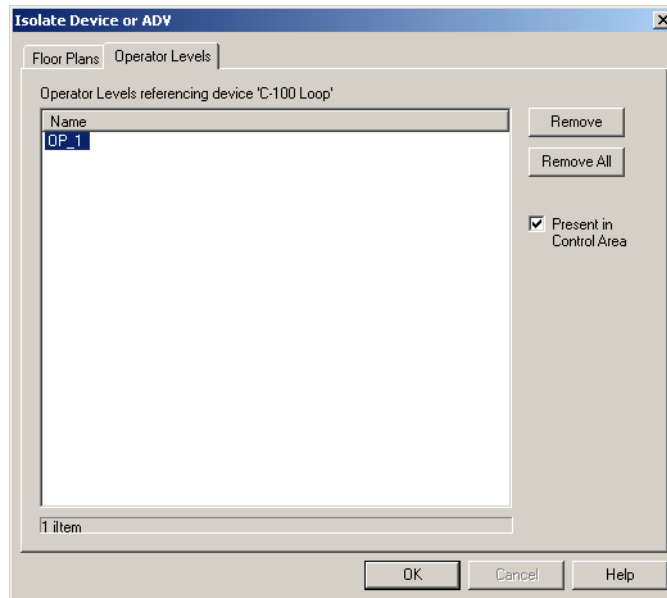 Isolate Device or ADV
Floor Plans Operator Levels
Operator Levels referencing device 'C-100 Loop'
Name
OP_1
Remove
Remove All
Present in
Control Area
1 iItem
OK Cancel Help